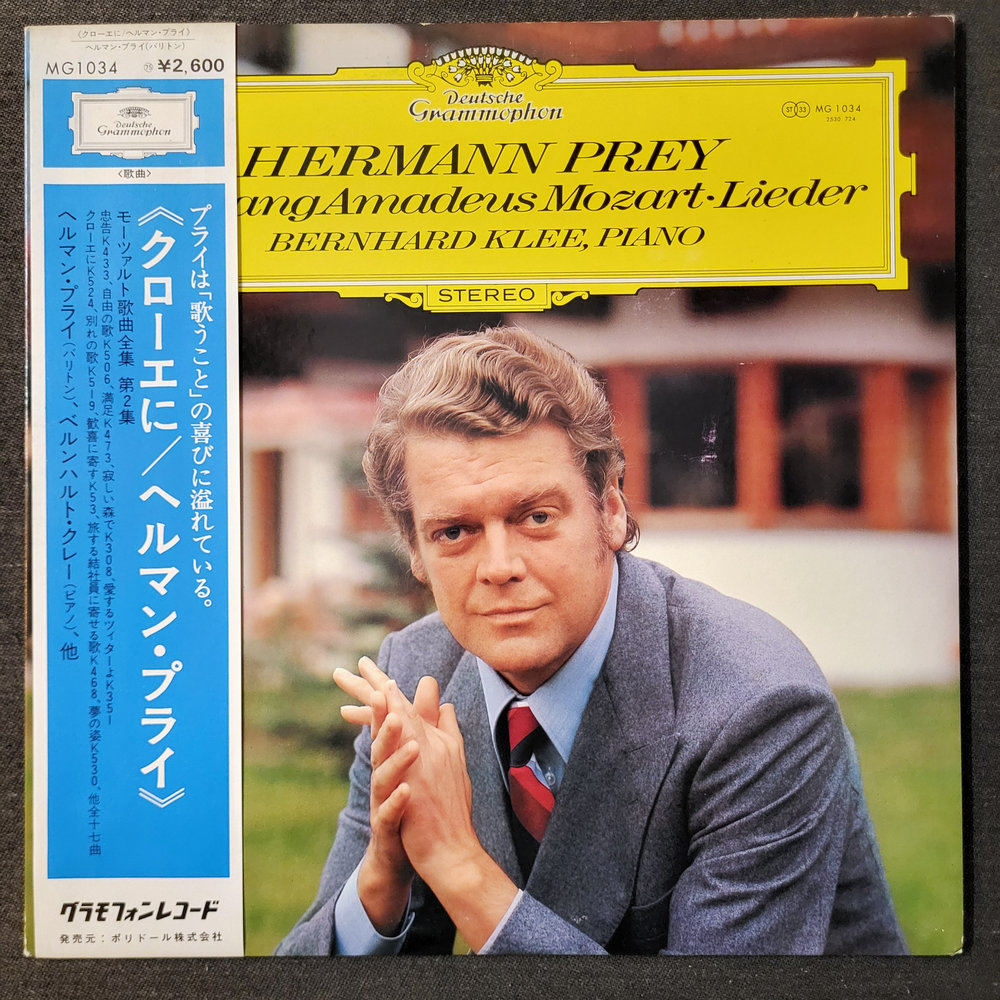 〈クローエに/ヘルマン・プライ〉
ヘルマン・プライ(バリトン)
MG1034 ㊆ ¥2,600
Deutsche
Grammophon
〈歌曲〉
プライは「歌うこと」の喜びに溢れている。
《クローエに/ヘルマン・プライ》
モーツァルト歌曲全集 第2集
忠告K433、自由の歌K506、満足K473、寂しい森でK308、愛するツィターよK351
クローエにK524、別れの歌K519、歓喜に寄すK53、旅する結社員に寄せる歌K468、夢の姿K530、他全十七曲
ヘルマン・プライ(バリトン)、ベルンハルト・クレー(ピアノ)、他
グラモフォンレコード
発売元:ポリドール株式会社
Deutsche
Grammophon
ST 33 MG 1034
2530 724
HERMANN PREY
ang Amadeus Mozart·Lieder
BERNHARD KLEE, PIANO
STEREO